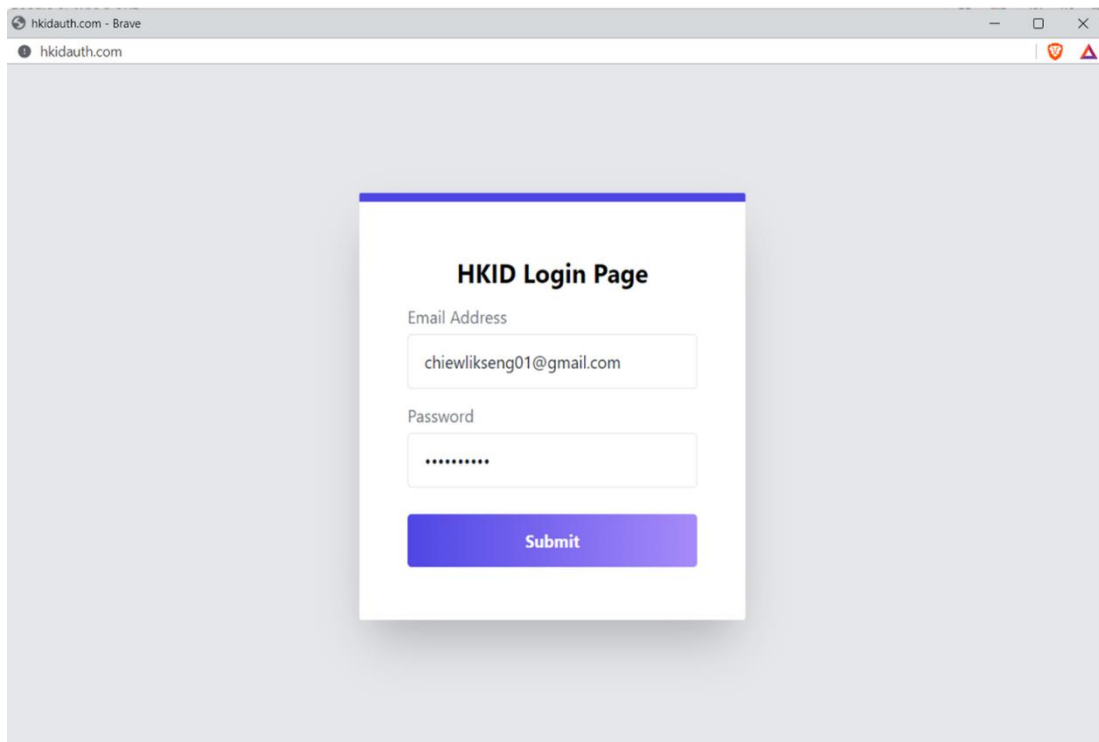 hkidauth.com - Brave
hkidauth.com
HKID Login Page
Email Address
chiewlikseng01@gmail.com
Password
••••••••••
Submit